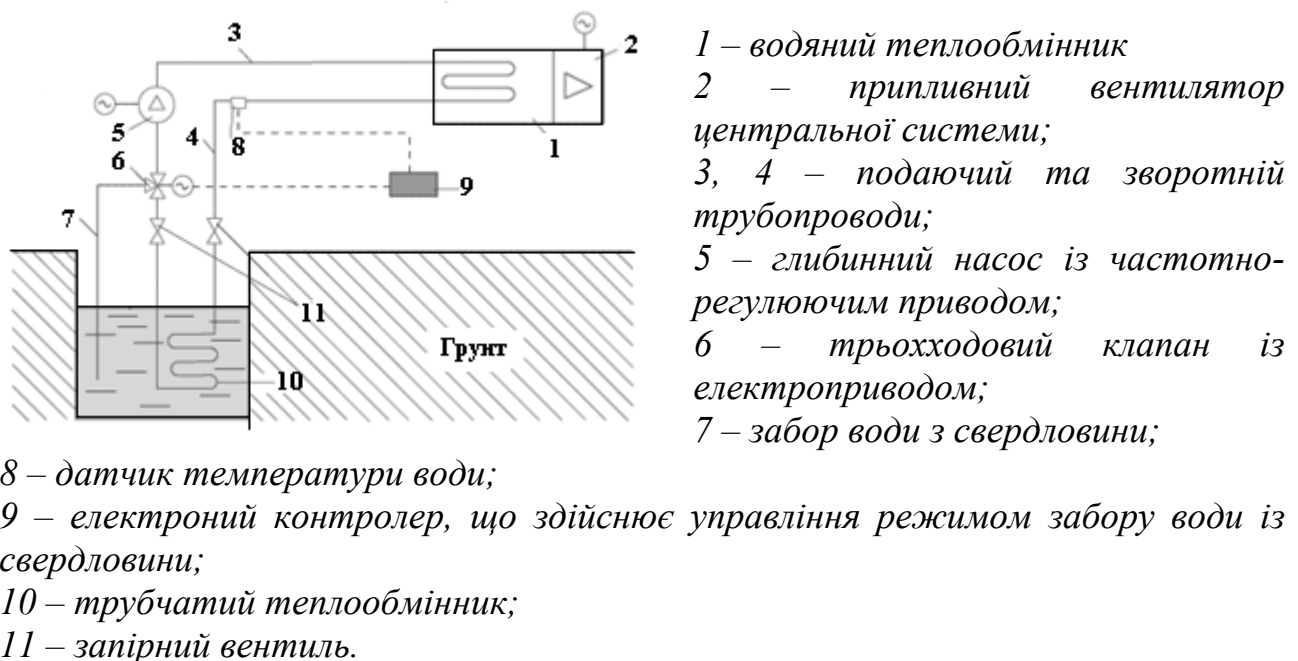 3
2
5
4
8
1
6
9
7
11
Грунт
10
1 – водяний теплообмінник
2 – припливний вентилятор
центральної системи;
3, 4 – подаючий та зворотній
трубопроводи;
5 – глибинний насос із частотно-
регулюючим приводом;
6 – трьохходовий клапан із
електроприводом;
7 – забор води з свердловини;
8 – датчик температури води;
9 – електроний контролер, що здійснює управління режимом забору води із
свердловини;
10 – трубчатий теплообмінник;
11 – запірний вентиль.